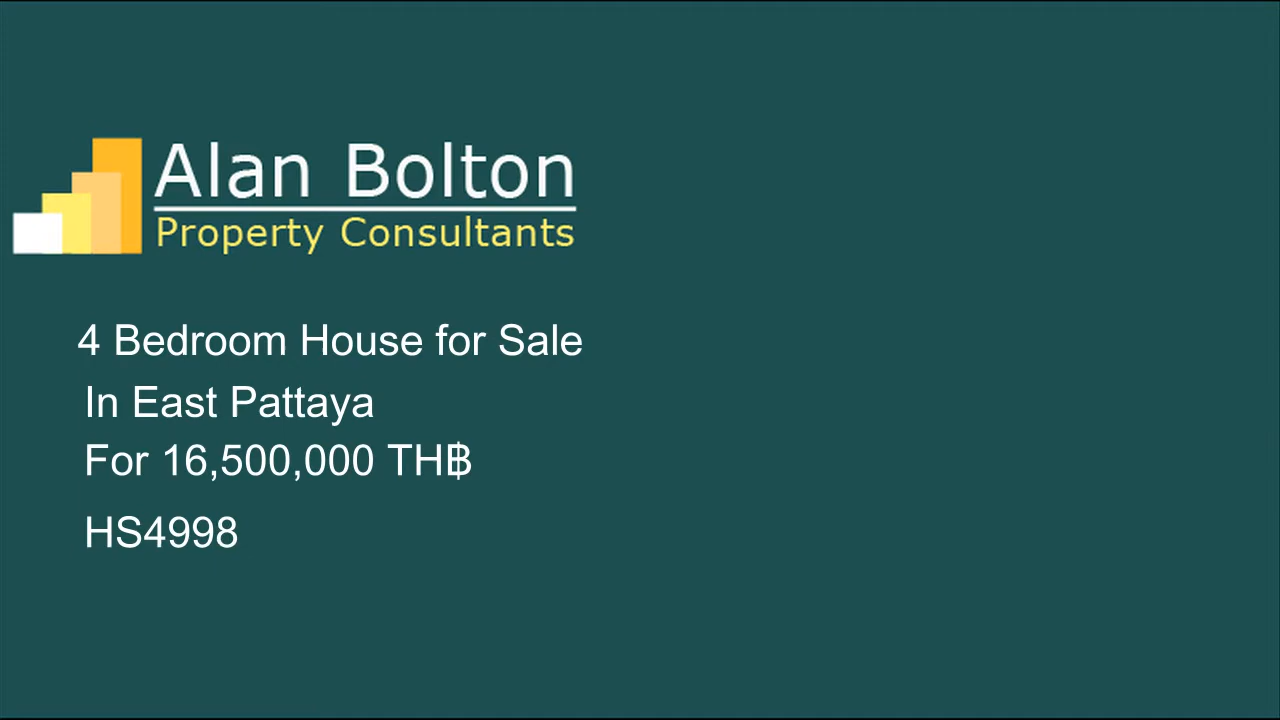 Alan Bolton
Property Consultants
4 Bedroom House for Sale
In East Pattaya
For 16,500,000 TH฿
HS4998